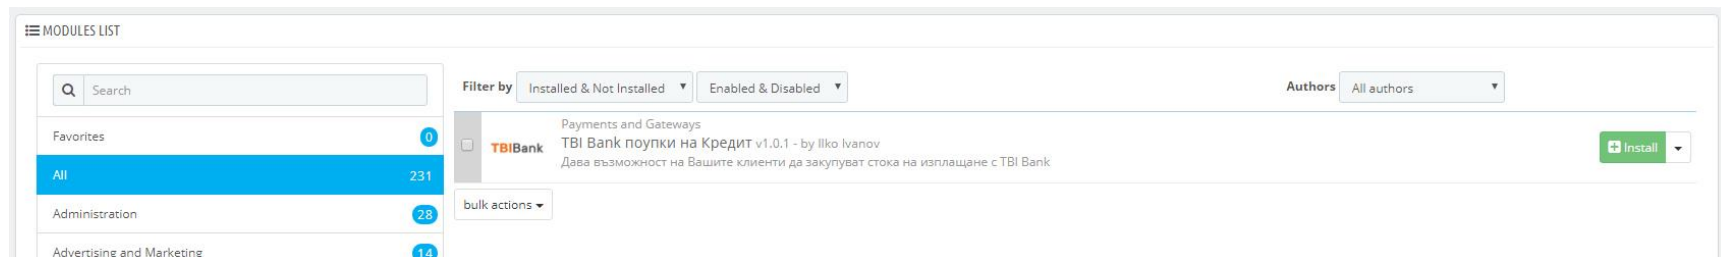 MODULES LIST
Search
Filter by Installed & Not Installed Enabled & Disabled Authors All authors
Favorites 0
All 231
Administration 28
Advertising and Marketing 14
Payments and Gateways
TBIBank TBI Bank поупки на Кредит v1.0.1 - by Ilko Ivanov
Дава възможност на Вашите клиенти да закупуват стока на изплащане с TBI Bank
Install
bulk actions